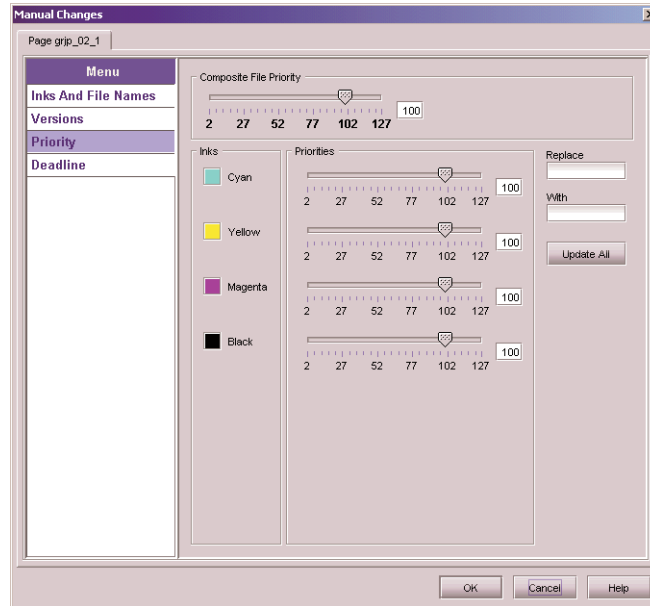 Manual Changes
Page grjp_02_1
Menu
Inks And File Names
Versions
Priority
Deadline
Composite File Priority
100
2 27 52 77 102 127
Inks
Priorities
Replace
With
Update All
Cyan
100
2 27 52 77 102 127
Yellow
100
2 27 52 77 102 127
Magenta
100
2 27 52 77 102 127
Black
100
2 27 52 77 102 127
OK Cancel Help